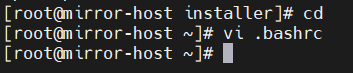 [root@mirror-host installer]# cd
[root@mirror-host ~]# vi .bashrc
[root@mirror-host ~]#